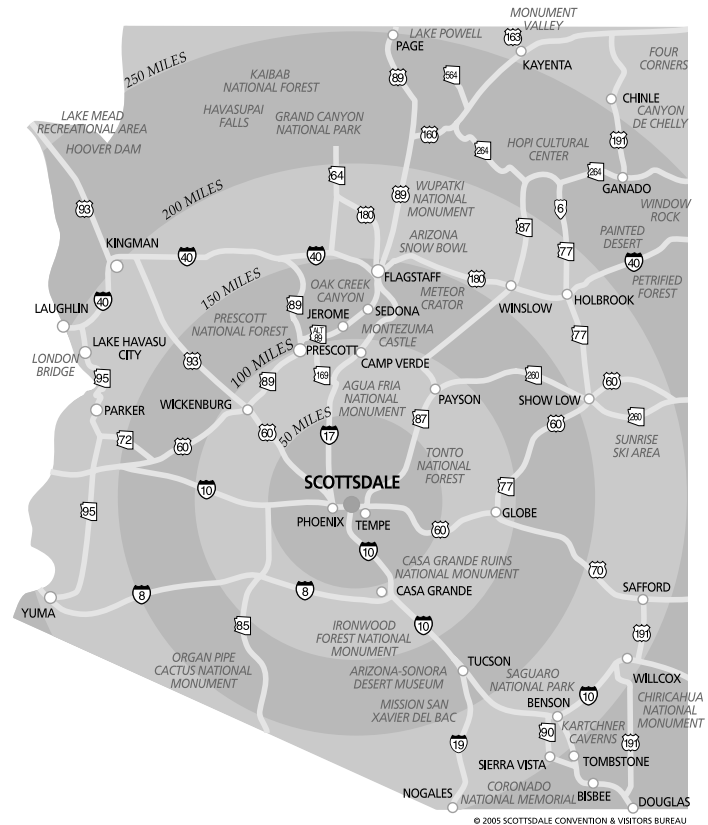 MONUMENT
VALLEY
LAKE POWELL
163
PAGE
KAYENTA
FOUR
CORNERS
250 MILES
KAIBAB
NATIONAL FOREST
89
564
CHINLE
HAVASUPAI
FALLS
GRAND CANYON
NATIONAL PARK
CANYON
DE CHELLY
LAKE MEAD
RECREATIONAL AREA
HOOVER DAM
160
264
HOPI CULTURAL
CENTER
191
264
GANADO
64
200 MILES
93
180
89
WUPATKI
NATIONAL
MONUMENT
6
WINDOW
ROCK
87
PAINTED
DESERT
KINGMAN
40
40
ARIZONA
SNOW BOWL
77
40
FLAGSTAFF
180
PETRIFIED
FOREST
150 MILES
OAK CREEK
CANYON
METEOR
CRATOR
WINSLOW
HOLBROOK
40
LAUGHLIN
89
JEROME
SEDONA
PRESCOTT
NATIONAL FOREST
ALT
89
MONTEZUMA
CASTLE
77
LAKE HAVASU
CITY
PRESCOTT
CAMP VERDE
LONDON
BRIDGE
93
100 MILES
95
89
169
260
60
AGUA FRIA
NATIONAL
MONUMENT
PAYSON
SHOW LOW
PARKER
WICKENBURG
87
260
60
72
60
60
50 MILES
17
SUNRISE
SKI AREA
TONTO
NATIONAL
FOREST
SCOTTSDALE
77
10
95
PHOENIX
TEMPE
60
GLOBE
10
CASA GRANDE RUINS
NATIONAL MONUMENT
70
8
8
CASA GRANDE
SAFFORD
YUMA
85
IRONWOOD
FOREST NATIONAL
MONUMENT
10
191
ORGAN PIPE
CACTUS NATIONAL
MONUMENT
ARIZONA-SONORA
DESERT MUSEUM
TUCSON
SAGUARO
NATIONAL PARK
WILLCOX
10
MISSION SAN
XAVIER DEL BAC
BENSON
CHIRICAHUA
NATIONAL
MONUMENT
90
KARTCHNER
CAVERNS
19
191
SIERRA VISTA
TOMBSTONE
NOGALES
CORONADO
NATIONAL MEMORIAL
BISBEE
DOUGLAS
© 2005 SCOTTSDALE CONVENTION & VISITORS BUREAU